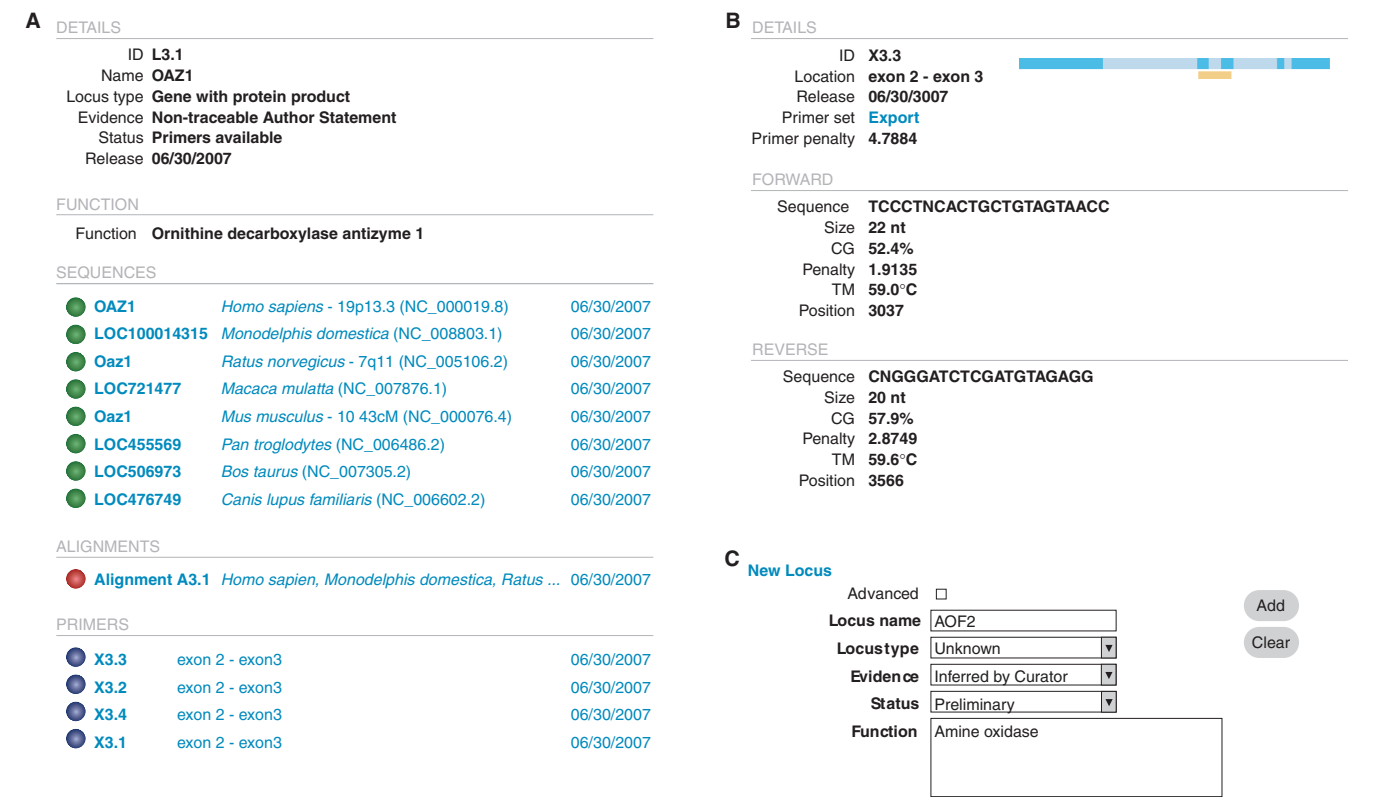 A
DETAILS
ID L3.1
Name OAZ1
Locus type Gene with protein product
Evidence Non-traceable Author Statement
Status Primers available
Release 06/30/2007
FUNCTION
Function Ornithine decarboxylase antizyme 1
SEQUENCES
OAZ1 Homo sapiens - 19p13.3 (NC_000019.8) 06/30/2007
LOC100014315 Monodelphis domestica (NC_008803.1) 06/30/2007
Oaz1 Ratus norvegicus - 7q11 (NC_005106.2) 06/30/2007
LOC721477 Macaca mulatta (NC_007876.1) 06/30/2007
Oaz1 Mus musculus - 10 43cM (NC_000076.4) 06/30/2007
LOC455569 Pan troglodytes (NC_006486.2) 06/30/2007
LOC506973 Bos taurus (NC_007305.2) 06/30/2007
LOC476749 Canis lupus familiaris (NC_006602.2) 06/30/2007
ALIGNMENTS
Alignment A3.1 Homo sapien, Monodelphis domestica, Ratus ... 06/30/2007
PRIMERS
X3.3 exon 2 - exon3 06/30/2007
X3.2 exon 2 - exon3 06/30/2007
X3.4 exon 2 - exon3 06/30/2007
X3.1 exon 2 - exon3 06/30/2007
B
DETAILS
ID X3.3
Location exon 2 - exon 3
Release 06/30/3007
Primer set Export
Primer penalty 4.7884
FORWARD
Sequence TCCCTNCACTGCTGTAGTAACC
Size 22 nt
CG 52.4%
Penalty 1.9135
TM 59.0°C
Position 3037
REVERSE
Sequence CNGGGATCTCGATGTAGAGG
Size 20 nt
CG 57.9%
Penalty 2.8749
TM 59.6°C
Position 3566
C
New Locus
Advanced
Locus name AOF2
Locus type Unknown
Evidence Inferred by Curator
Status Preliminary
Function Amine oxidase
Add
Clear